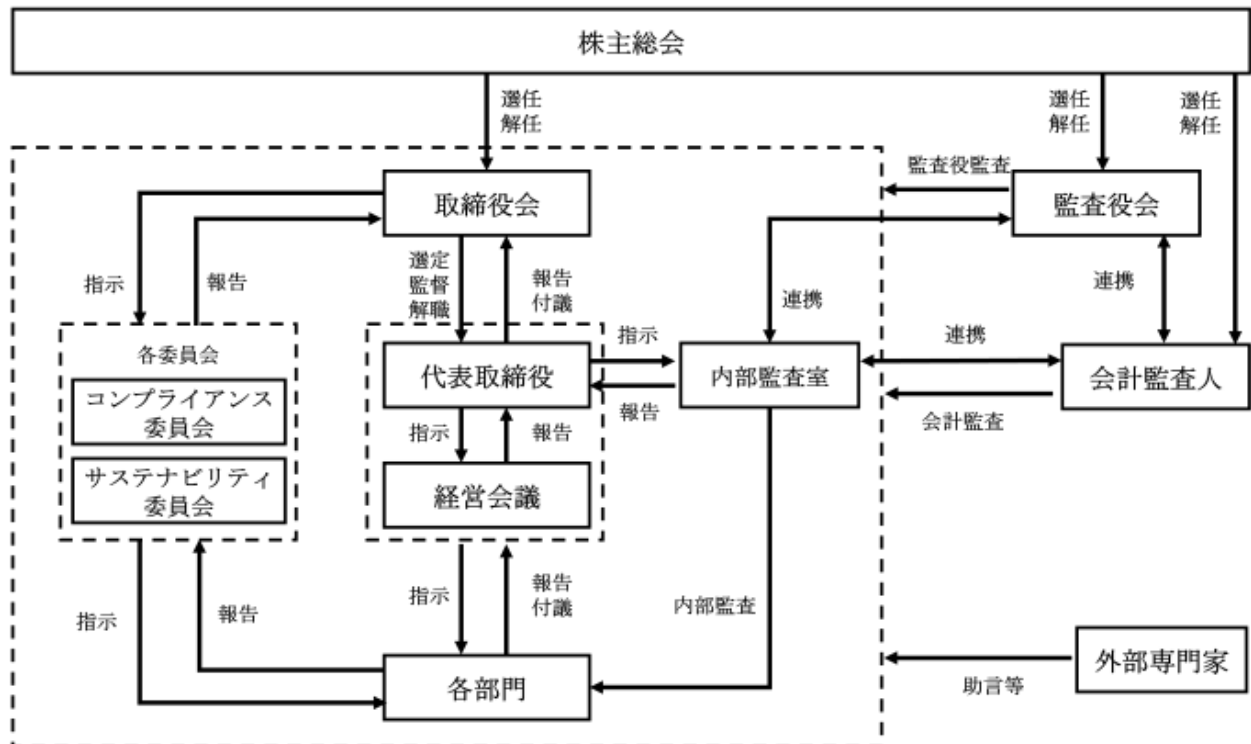 株主総会
選任
解任
選任
解任
選任
解任
監査役監査
取締役会
監査役会
指示
報告
選定
監督
解職
報告
付議
連携
連携
各委員会
コンプライアンス
委員会
サステナビリティ
委員会
代表取締役
指示
報告
内部監査室
連携
会計監査人
会計監査
指示
報告
経営会議
指示
報告
指示
報告
付議
内部監査
各部門
外部専門家
助言等